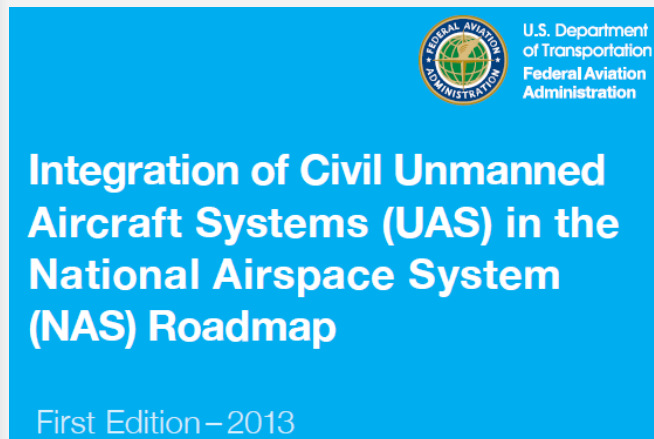 FEDERAL AVIATION
ADMINISTRATION
U.S. Department
of Transportation
Federal Aviation
Administration
Integration of Civil Unmanned
Aircraft Systems (UAS) in the
National Airspace System
(NAS) Roadmap
First Edition – 2013